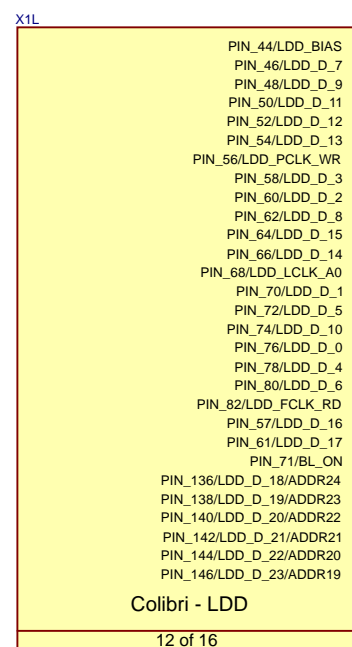 X1L
PIN_44/LDD_BIAS
PIN_46/LDD_D_7
PIN_48/LDD_D_9
PIN_50/LDD_D_11
PIN_52/LDD_D_12
PIN_54/LDD_D_13
PIN_56/LDD_PCLK_WR
PIN_58/LDD_D_3
PIN_60/LDD_D_2
PIN_62/LDD_D_8
PIN_64/LDD_D_15
PIN_66/LDD_D_14
PIN_68/LDD_LCLK_A0
PIN_70/LDD_D_1
PIN_72/LDD_D_5
PIN_74/LDD_D_10
PIN_76/LDD_D_0
PIN_78/LDD_D_4
PIN_80/LDD_D_6
PIN_82/LDD_FCLK_RD
PIN_57/LDD_D_16
PIN_61/LDD_D_17
PIN_71/BL_ON
PIN_136/LDD_D_18/ADDR24
PIN_138/LDD_D_19/ADDR23
PIN_140/LDD_D_20/ADDR22
PIN_142/LDD_D_21/ADDR21
PIN_144/LDD_D_22/ADDR20
PIN_146/LDD_D_23/ADDR19
Colibri - LDD
12 of 16